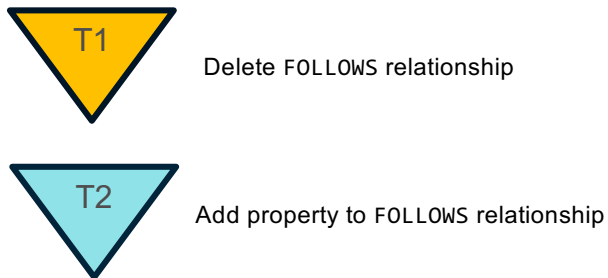 T1
Delete FOLLOWS relationship
T2
Add property to FOLLOWS relationship